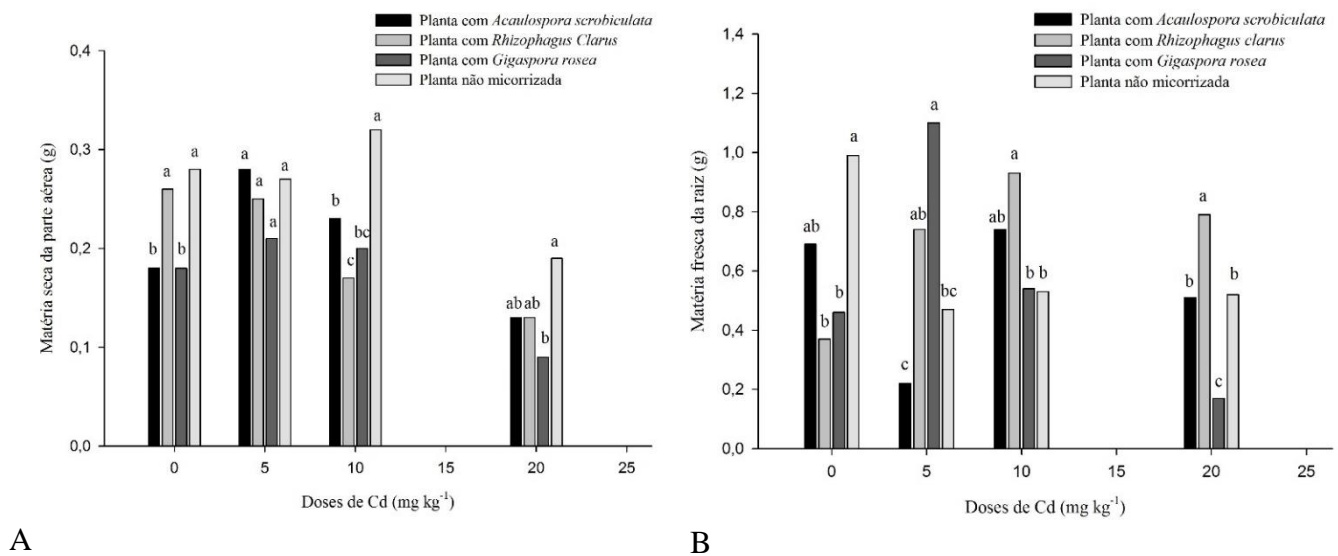 Planta com Acaulospora scrobiculata
Planta com Rhizophagus Clarus
Planta com Gigaspora rosea
Planta não micorrizada
Matéria seca da parte aérea (g)
0,4
0,3
0,2
0,1
0,0
b a b a
a a a a
b c bc a
ab ab b a
0 5 10 15 20 25
Doses de Cd (mg kg⁻¹)
A
Planta com Acaulospora scrobiculata
Planta com Rhizophagus clarus
Planta com Gigaspora rosea
Planta não micorrizada
Matéria fresca da raiz (g)
1,4
1,2
1,0
0,8
0,6
0,4
0,2
0,0
ab b b a
c ab a bc
ab a b b
b a c b
0 5 10 15 20 25
Doses de Cd (mg kg⁻¹)
B